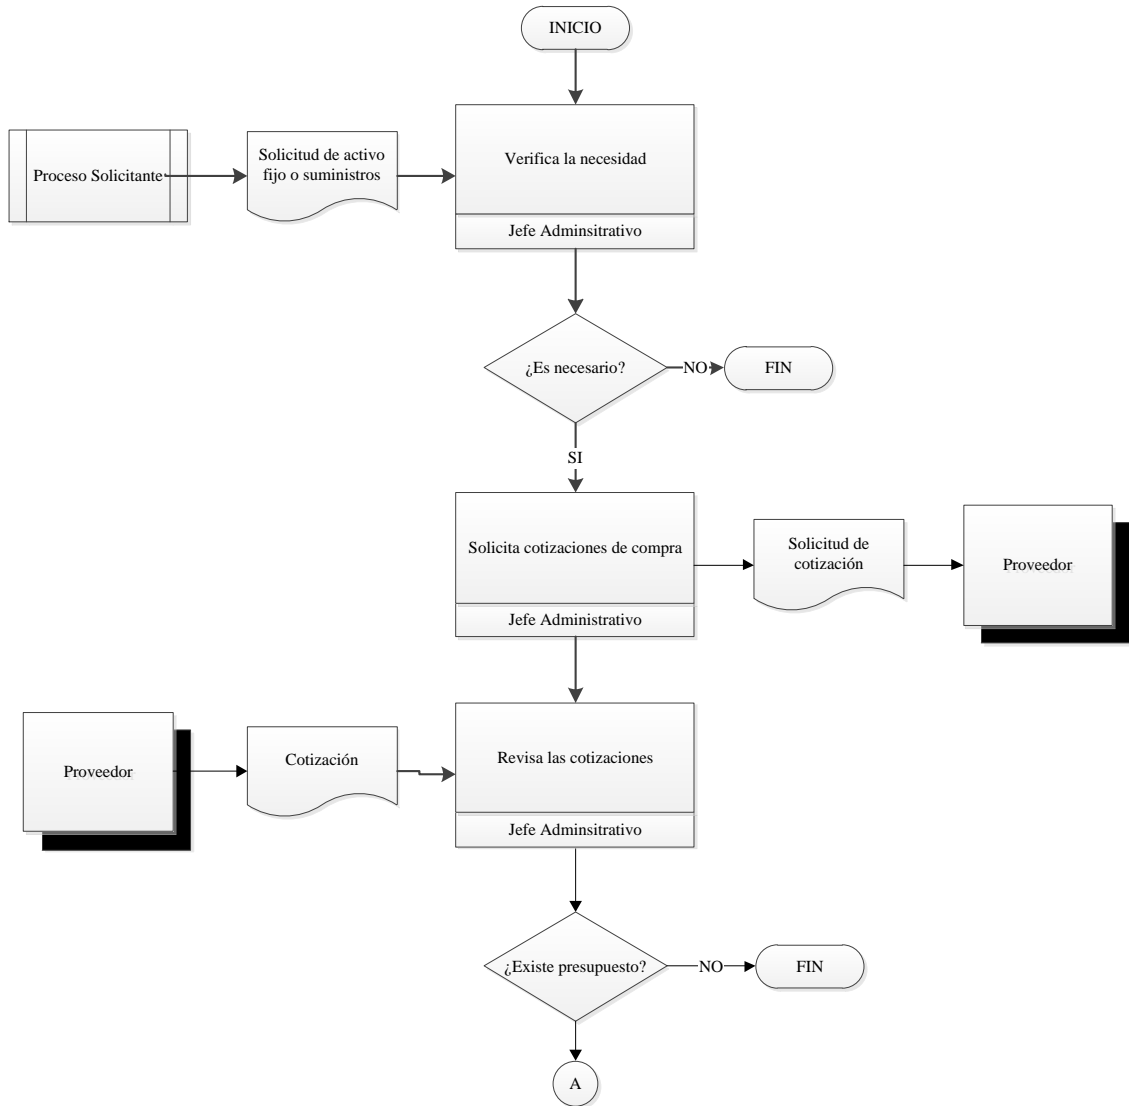 INICIO
Proceso Solicitante
Solicitud de activo
fijo o suministros
Verifica la necesidad
Jefe Adminsitrativo
¿Es necesario?
NO
FIN
SI
Solicita cotizaciones de compra
Jefe Administrativo
Solicitud de
cotización
Proveedor
Proveedor
Cotización
Revisa las cotizaciones
Jefe Adminsitrativo
¿Existe presupuesto?
NO
FIN
A